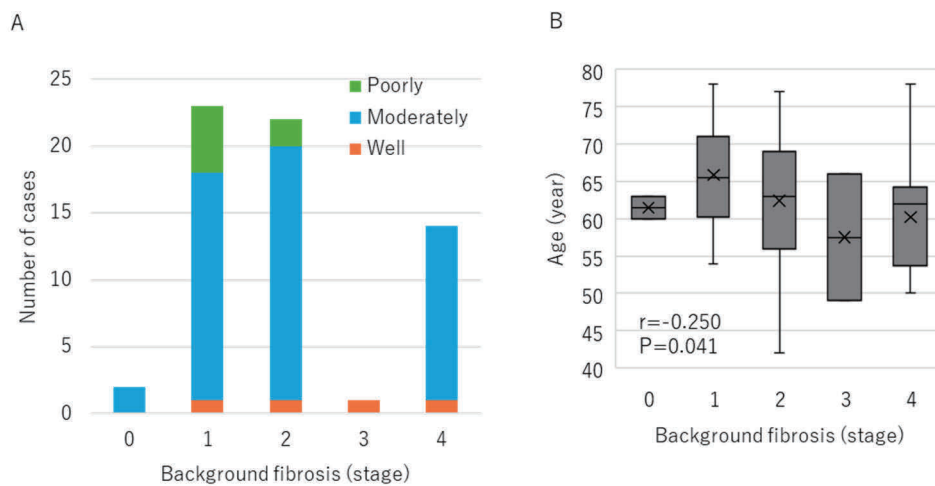 A
25
20
15
10
5
0
Number of cases
Poorly
Moderately
Well
0 1 2 3 4
Background fibrosis (stage)
B
80
75
70
65
60
55
50
45
40
Age (year)
r=-0.250
P=0.041
0 1 2 3 4
Background fibrosis (stage)